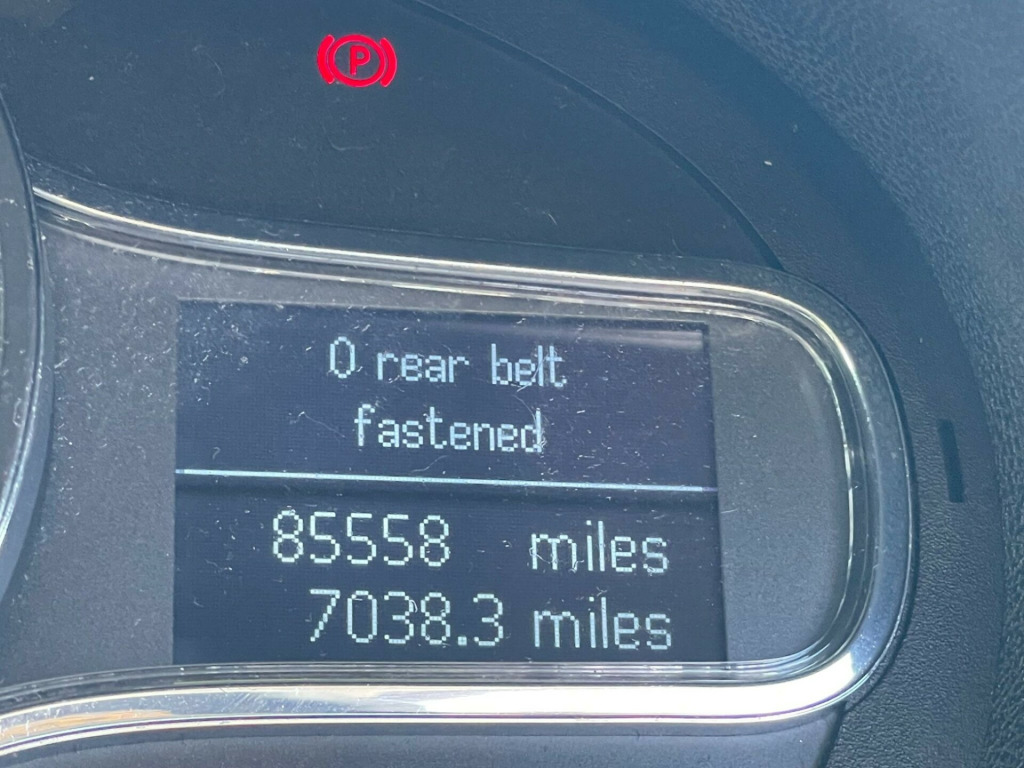 P
0 rear belt
fastened
85558 miles
7038.3 miles